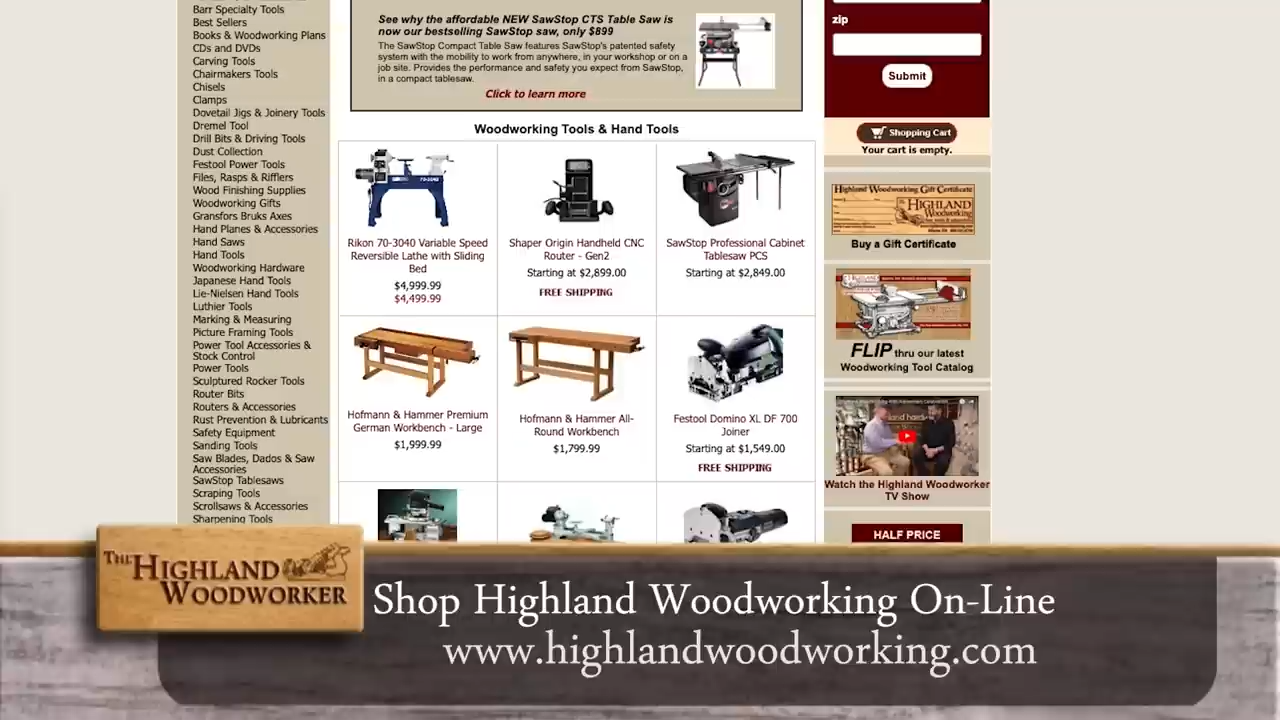 Barr Specialty Tools
Best Sellers
Books & Woodworking Plans
CDs and DVDs
Carving Tools
Chairmakers Tools
Chisels
Clamps
Dovetail Jigs & Joinery Tools
Dremel Tool
Drill Bits & Driving Tools
Dust Collection
Festool Power Tools
Files, Rasps & Rifflers
Wood Finishing Supplies
Woodworking Gifts
Gransfors Bruks Axes
Hand Planes & Accessories
Hand Saws
Hand Tools
Woodworking Hardware
Japanese Hand Tools
Lie-Nielsen Hand Tools
Luthier Tools
Marking & Measuring
Picture Framing Tools
Power Tool Accessories &
Stock Control
Power Tools
Sculptured Rocker Tools
Router Bits
Routers & Accessories
Rust Prevention & Lubricants
Safety Equipment
Sanding Tools
Saw Blades, Dados & Saw
Accessories
SawStop Tablesaws
Scraping Tools
Scrollsaws & Accessories
Sharpening Tools
See why the affordable NEW SawStop CTS Table Saw is
now our bestselling SawStop saw, only $899
The SawStop Compact Table Saw features SawStop's patented safety
system with the mobility to work from anywhere, in your workshop or on a
job site. Provides the performance and safety you expect from SawStop,
in a compact tablesaw.
Click to learn more
Woodworking Tools & Hand Tools
Rikon 70-3040 Variable Speed
Reversible Lathe with Sliding
Bed
$4,999.99
$4,499.99
Shaper Origin Handheld CNC
Router - Gen2
Starting at $2,899.00
FREE SHIPPING
SawStop Professional Cabinet
Tablesaw PCS
Starting at $2,849.00
Hofmann & Hammer Premium
German Workbench - Large
$1,999.99
Hofmann & Hammer All-
Round Workbench
$1,799.99
Festool Domino XL DF 700
Joiner
Starting at $1,549.00
FREE SHIPPING
zip
Submit
Shopping Cart
Your cart is empty.
Highland Woodworking Gift Certificate
HIGHLAND
Woodworking
Buy a Gift Certificate
FLIP thru our latest
Woodworking Tool Catalog
Watch the Highland Woodworker
TV Show
HALF PRICE
THE HIGHLAND
WOODWORKER
Shop Highland Woodworking On-Line
www.highlandwoodworking.com